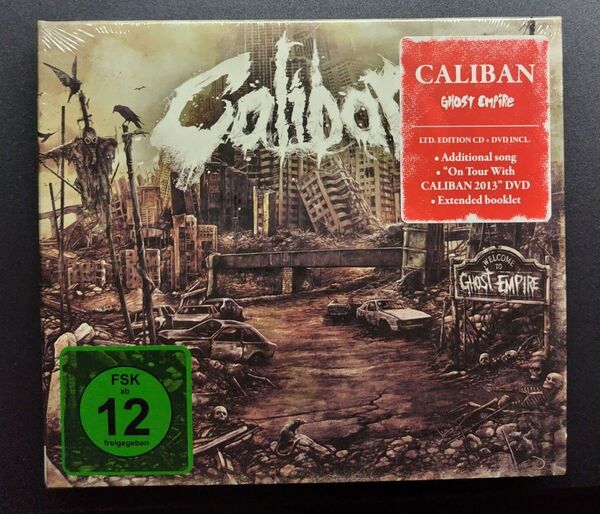 Caliban
CALIBAN
GHOST EMPIRE
LTD. EDITION CD + DVD INCL.
• Additional song
• "On Tour With
CALIBAN 2013" DVD
• Extended booklet
WELCOME
TO
GHOST EMPIRE
FSK
ab
12
freigegeben